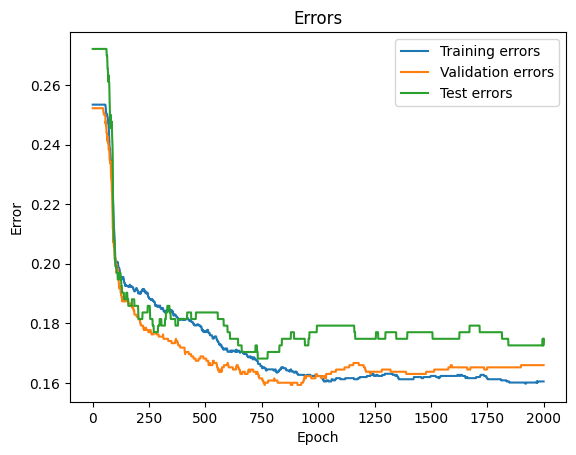 Errors
Training errors
Validation errors
Test errors
0.26
0.24
0.22
0.20
0.18
0.16
Error
0
250
500
750
1000
1250
1500
1750
2000
Epoch